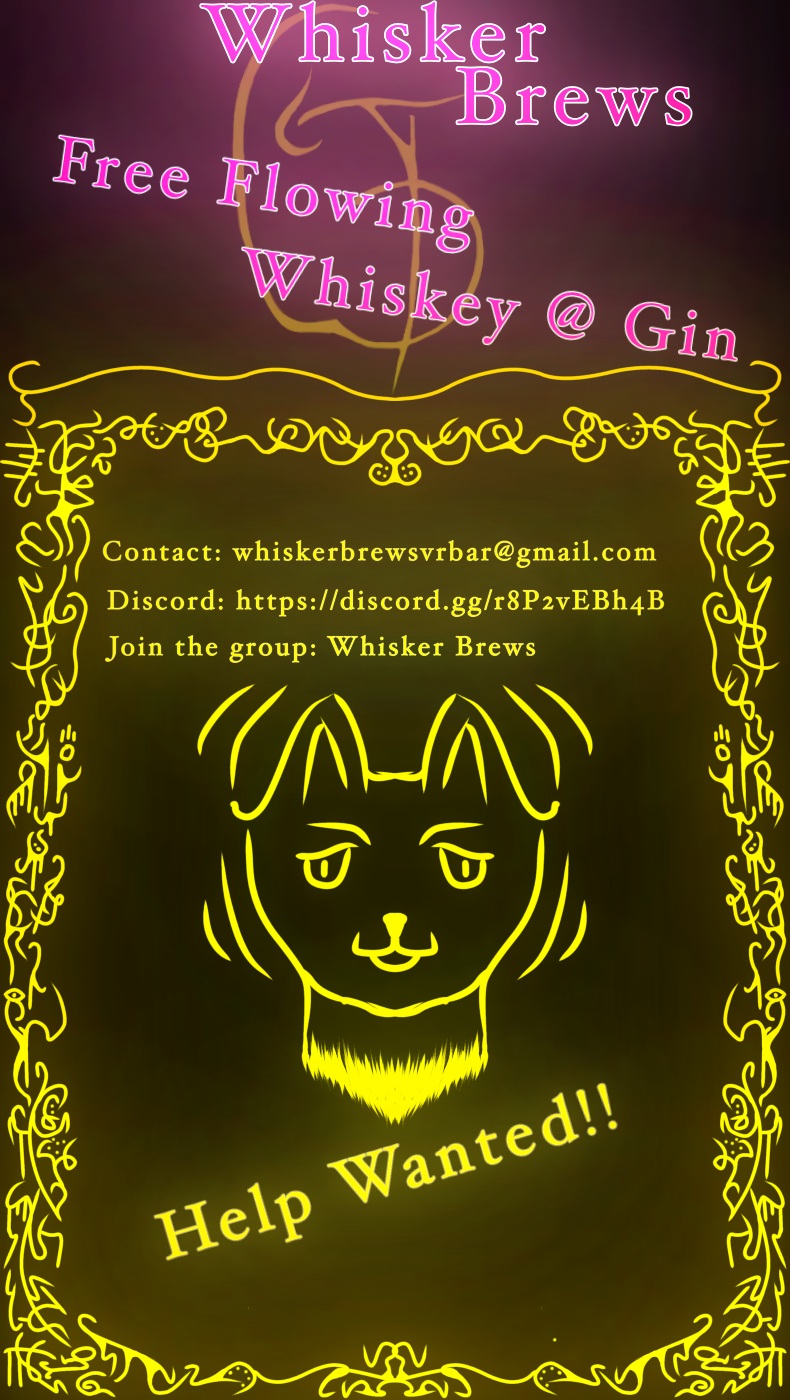 Whisker
Brews
Free Flowing
Whiskey @ Gin
Contact: whiskerbrewsvrbar@gmail.com
Discord: https://discord.gg/r8P2vEBh4B
Join the group: Whisker Brews
Help Wanted!!